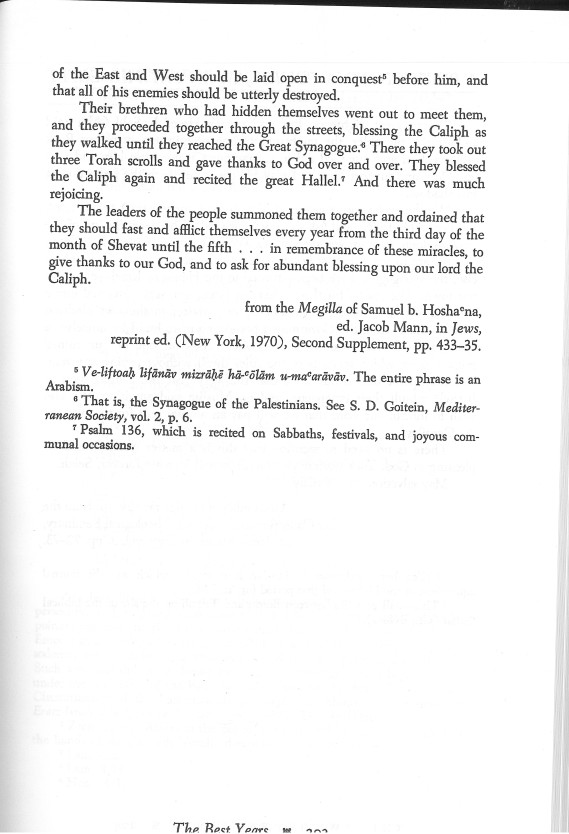 of the East and West should be laid open in conquest⁵ before him, and
that all of his enemies should be utterly destroyed.
Their brethren who had hidden themselves went out to meet them,
and they proceeded together through the streets, blessing the Caliph as
they walked until they reached the Great Synagogue.⁶ There they took out
three Torah scrolls and gave thanks to God over and over. They blessed
the Caliph again and recited the great Hallel.⁷ And there was much
rejoicing.
The leaders of the people summoned them together and ordained that
they should fast and afflict themselves every year from the third day of the
month of Shevat until the fifth . . . in remembrance of these miracles, to
give thanks to our God, and to ask for abundant blessing upon our lord the
Caliph.
from the Megilla of Samuel b. Hoshaᶜna,
ed. Jacob Mann, in Jews,
reprint ed. (New York, 1970), Second Supplement, pp. 433–35.
⁵ Ve-liftoaḥ lifānāv mizrāḥē hā-ᶜōlām u-maᶜarāvāv. The entire phrase is an
Arabism.
⁶ That is, the Synagogue of the Palestinians. See S. D. Goitein, Mediter-
ranean Society, vol. 2, p. 6.
⁷ Psalm 136, which is recited on Sabbaths, festivals, and joyous com-
munal occasions.
The Best Years